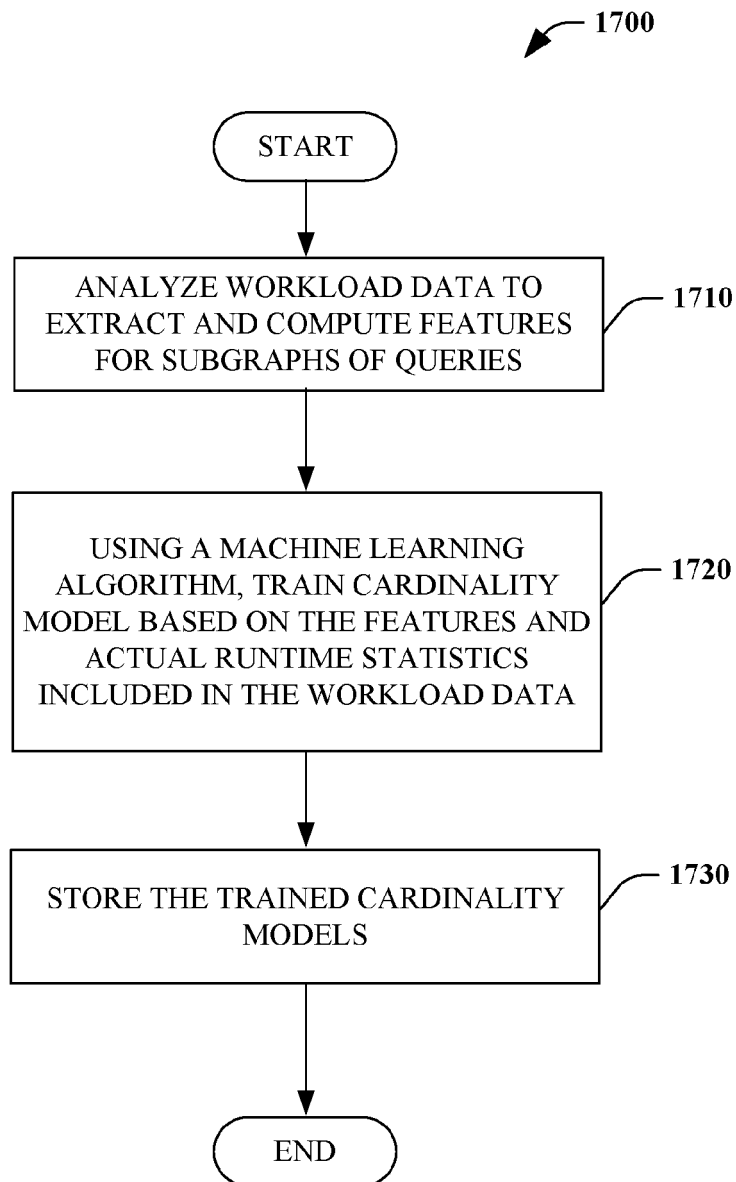 1700
START
ANALYZE WORKLOAD DATA TO
EXTRACT AND COMPUTE FEATURES
FOR SUBGRAPHS OF QUERIES
1710
USING A MACHINE LEARNING
ALGORITHM, TRAIN CARDINALITY
MODEL BASED ON THE FEATURES AND
ACTUAL RUNTIME STATISTICS
INCLUDED IN THE WORKLOAD DATA
1720
STORE THE TRAINED CARDINALITY
MODELS
1730
END